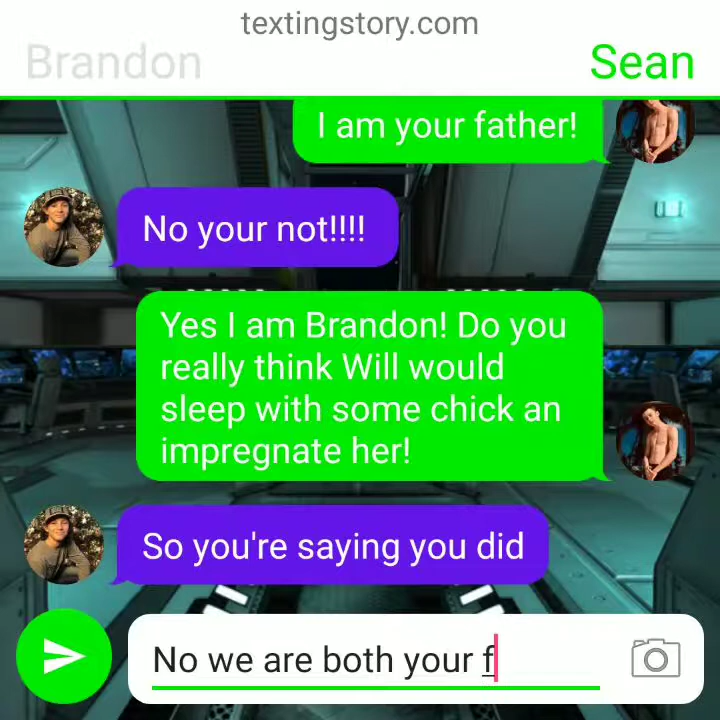 textingstory.com
Brandon
Sean
I am your father!
No your not!!!!
Yes I am Brandon! Do you
really think Will would
sleep with some chick an
impregnate her!
So you're saying you did
No we are both your f